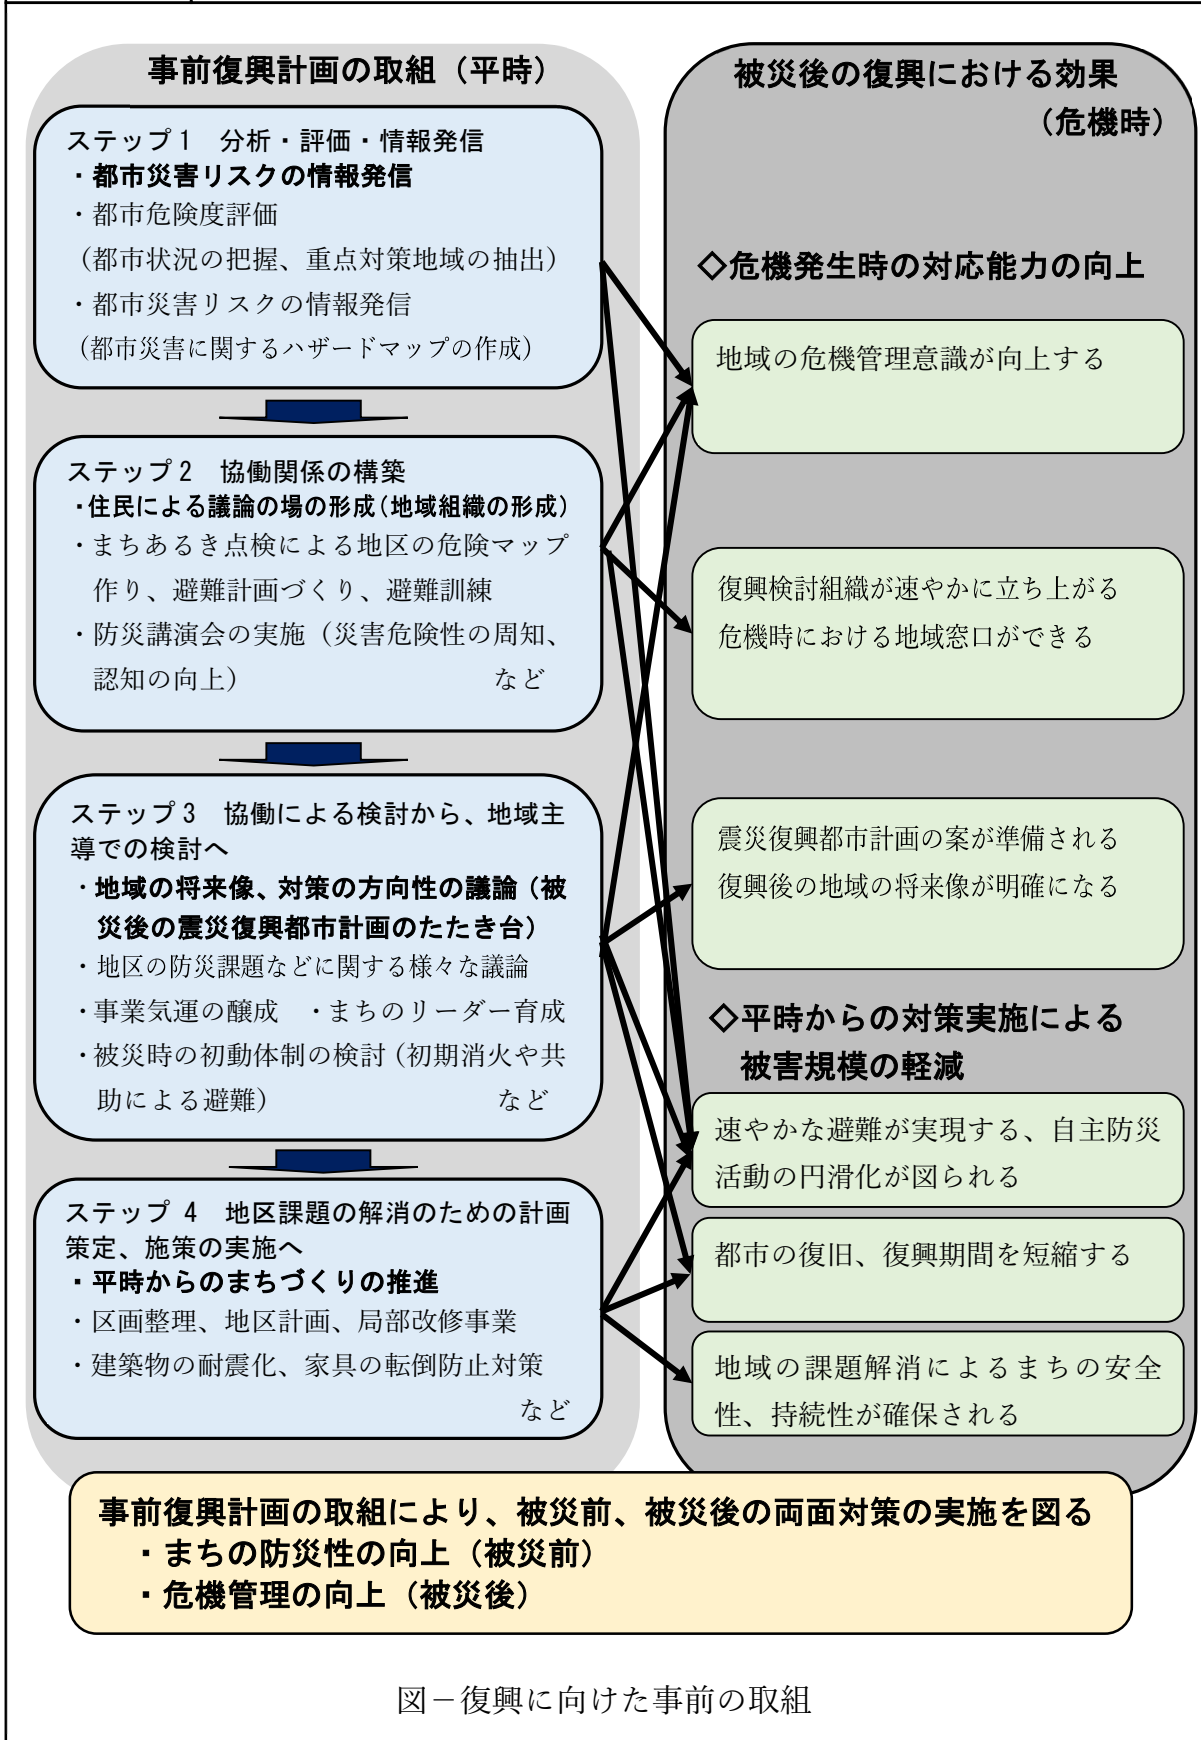 事前復興計画の取組（平時）
ステップ1　分析・評価・情報発信
・都市災害リスクの情報発信
・都市危険度評価
（都市状況の把握、重点対策地域の抽出）
・都市災害リスクの情報発信
（都市災害に関するハザードマップの作成）
ステップ2　協働関係の構築
・住民による議論の場の形成（地域組織の形成）
・まちあるき点検による地区の危険マップ
作り、避難計画づくり、避難訓練
・防災講演会の実施（災害危険性の周知、
認知の向上）　など
ステップ3　協働による検討から、地域主
導での検討へ
・地域の将来像、対策の方向性の議論（被
災後の震災復興都市計画のたたき台）
・地区の防災課題などに関する様々な議論
・事業気運の醸成　・まちのリーダー育成
・被災時の初動体制の検討（初期消火や共
助による避難）　など
ステップ 4　地区課題の解消のための計画
策定、施策の実施へ
・平時からのまちづくりの推進
・区画整理、地区計画、局部改修事業
・建築物の耐震化、家具の転倒防止対策
など
被災後の復興における効果
（危機時）
◇危機発生時の対応能力の向上
地域の危機管理意識が向上する
復興検討組織が速やかに立ち上がる
危機時における地域窓口ができる
震災復興都市計画の案が準備される
復興後の地域の将来像が明確になる
◇平時からの対策実施による
被害規模の軽減
速やかな避難が実現する、自主防災
活動の円滑化が図られる
都市の復旧、復興期間を短縮する
地域の課題解消によるまちの安全
性、持続性が確保される
事前復興計画の取組により、被災前、被災後の両面対策の実施を図る
・まちの防災性の向上（被災前）
・危機管理の向上（被災後）
図－復興に向けた事前の取組